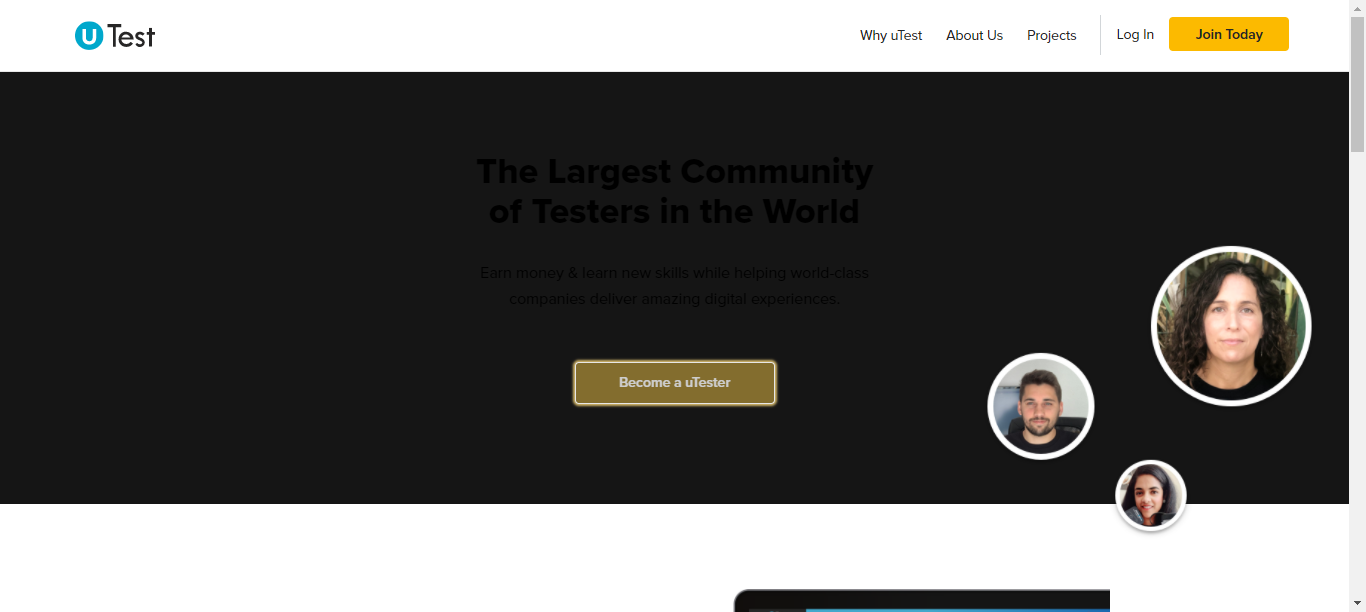 uTest
Why uTest
About Us
Projects
Log In
Join Today
The Largest Community
of Testers in the World
Earn money & learn new skills while helping world-class
companies deliver amazing digital experiences.
Become a uTester